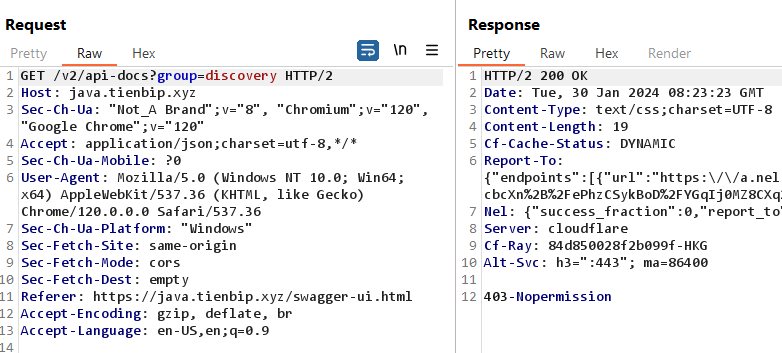 Request
Pretty Raw Hex
\n
1 GET /v2/api-docs?group=discovery HTTP/2
2 Host: java.tienbip.xyz
3 Sec-Ch-Ua: "Not_A Brand";v="8", "Chromium";v="120",
"Google Chrome";v="120"
4 Accept: application/json;charset=utf-8,*/*
5 Sec-Ch-Ua-Mobile: ?0
6 User-Agent: Mozilla/5.0 (Windows NT 10.0; Win64;
x64) AppleWebKit/537.36 (KHTML, like Gecko)
Chrome/120.0.0.0 Safari/537.36
7 Sec-Ch-Ua-Platform: "Windows"
8 Sec-Fetch-Site: same-origin
9 Sec-Fetch-Mode: cors
10 Sec-Fetch-Dest: empty
11 Referer: https://java.tienbip.xyz/swagger-ui.html
12 Accept-Encoding: gzip, deflate, br
13 Accept-Language: en-US,en;q=0.9
14
Response
Pretty Raw Hex Render
1 HTTP/2 200 OK
2 Date: Tue, 30 Jan 2024 08:23:23 GMT
3 Content-Type: text/css;charset=UTF-8
4 Content-Length: 19
5 Cf-Cache-Status: DYNAMIC
6 Report-To:
{"endpoints":[{"url":"https:\/\/a.nel
cbcXn%2B%2FePhzCSykBoD%2FYGqIj0MZ8CXq
7 Nel: {"success_fraction":0,"report_to"
8 Server: cloudflare
9 Cf-Ray: 84d850028f2b099f-HKG
10 Alt-Svc: h3=":443"; ma=86400
11
12 403-Nopermission